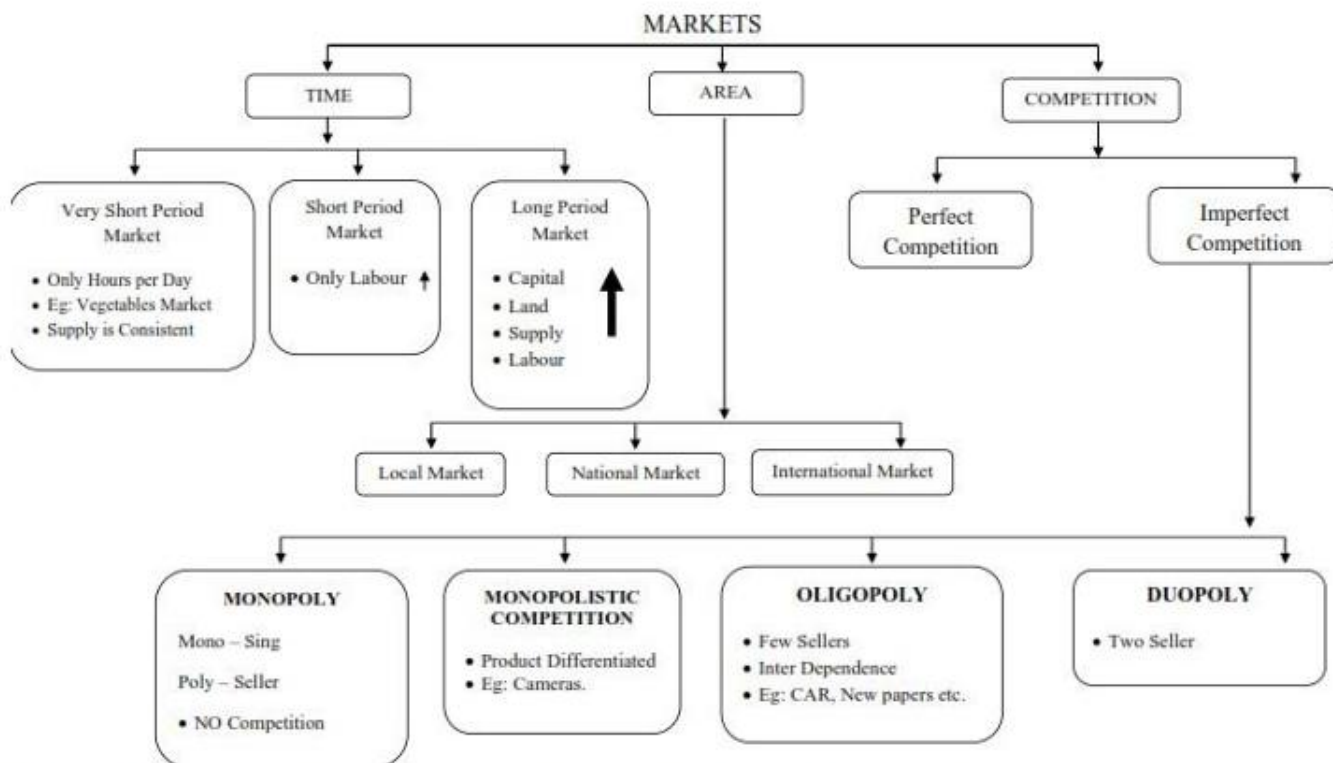 MARKETS
TIME
AREA
COMPETITION
Very Short Period
Market
• Only Hours per Day
• Eg: Vegetables Market
• Supply is Consistent
Short Period
Market
• Only Labour
Long Period
Market
• Capital
• Land
• Supply
• Labour
Perfect
Competition
Imperfect
Competition
Local Market
National Market
International Market
MONOPOLY
Mono – Sing
Poly – Seller
• NO Competition
MONOPOLISTIC
COMPETITION
• Product Differentiated
• Eg: Cameras.
OLIGOPOLY
• Few Sellers
• Inter Dependence
• Eg: CAR, New papers etc.
DUOPOLY
• Two Seller